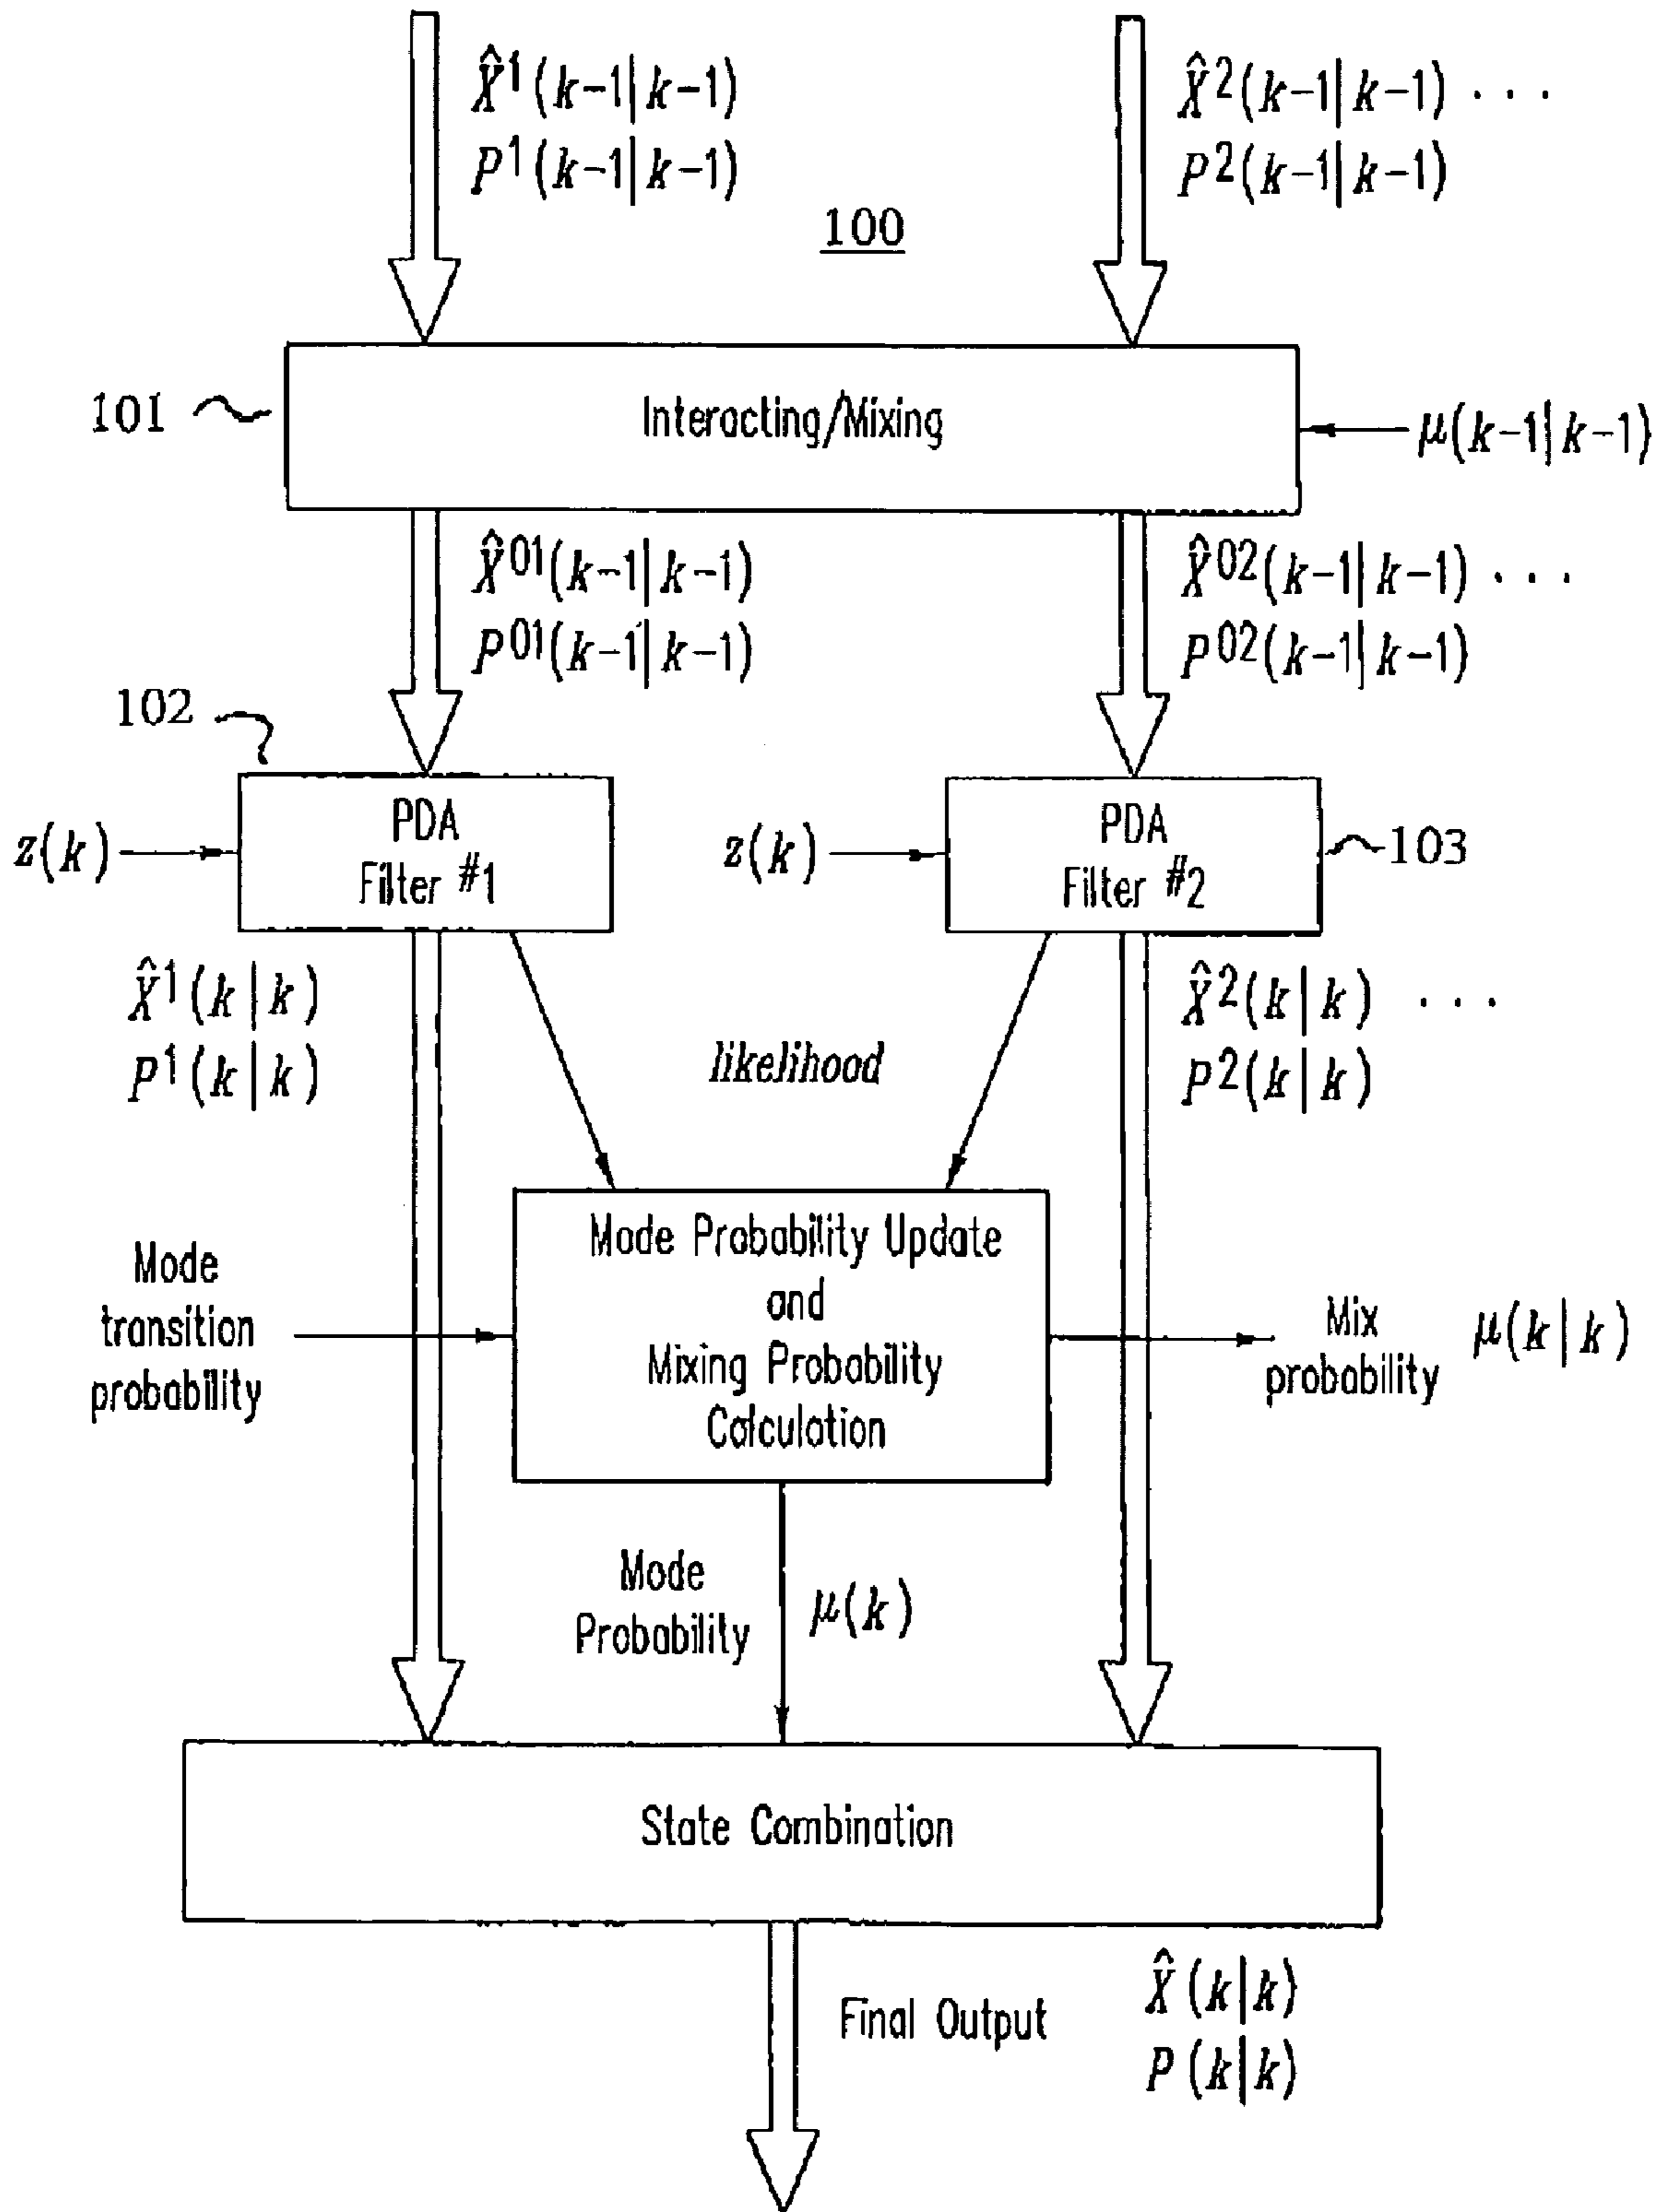 X̂¹(k-1|k-1)
P¹(k-1|k-1)
X̂²(k-1|k-1) · · ·
P²(k-1|k-1)
100
101
Interacting/Mixing
μ(k-1|k-1)
X̂⁰¹(k-1|k-1)
P⁰¹(k-1|k-1)
X̂⁰²(k-1|k-1) · · ·
P⁰²(k-1|k-1)
102
z(k)
PDA
Filter #1
z(k)
PDA
Filter #2
103
X̂¹(k|k)
P¹(k|k)
likelihood
X̂²(k|k) · · ·
P²(k|k)
Mode
transition
probability
Mode Probability Update
and
Mixing Probability
Calculation
Mix
probability
μ(k|k)
Mode
Probability
μ(k)
State Combination
Final Output
X̂(k|k)
P(k|k)